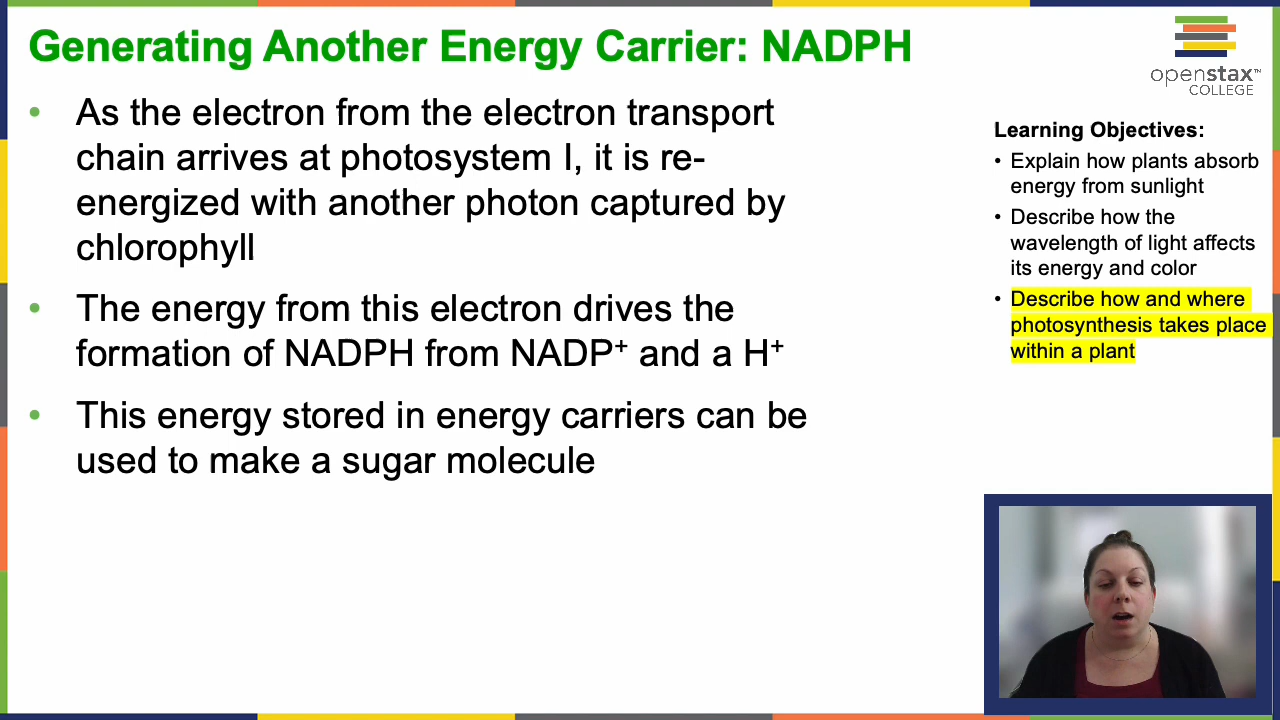 Generating Another Energy Carrier: NADPH
• As the electron from the electron transport
chain arrives at photosystem I, it is re-
energized with another photon captured by
chlorophyll
• The energy from this electron drives the
formation of NADPH from NADP⁺ and a H⁺
• This energy stored in energy carriers can be
used to make a sugar molecule
openstax™
COLLEGE
Learning Objectives:
• Explain how plants absorb
energy from sunlight
• Describe how the
wavelength of light affects
its energy and color
• Describe how and where
photosynthesis takes place
within a plant